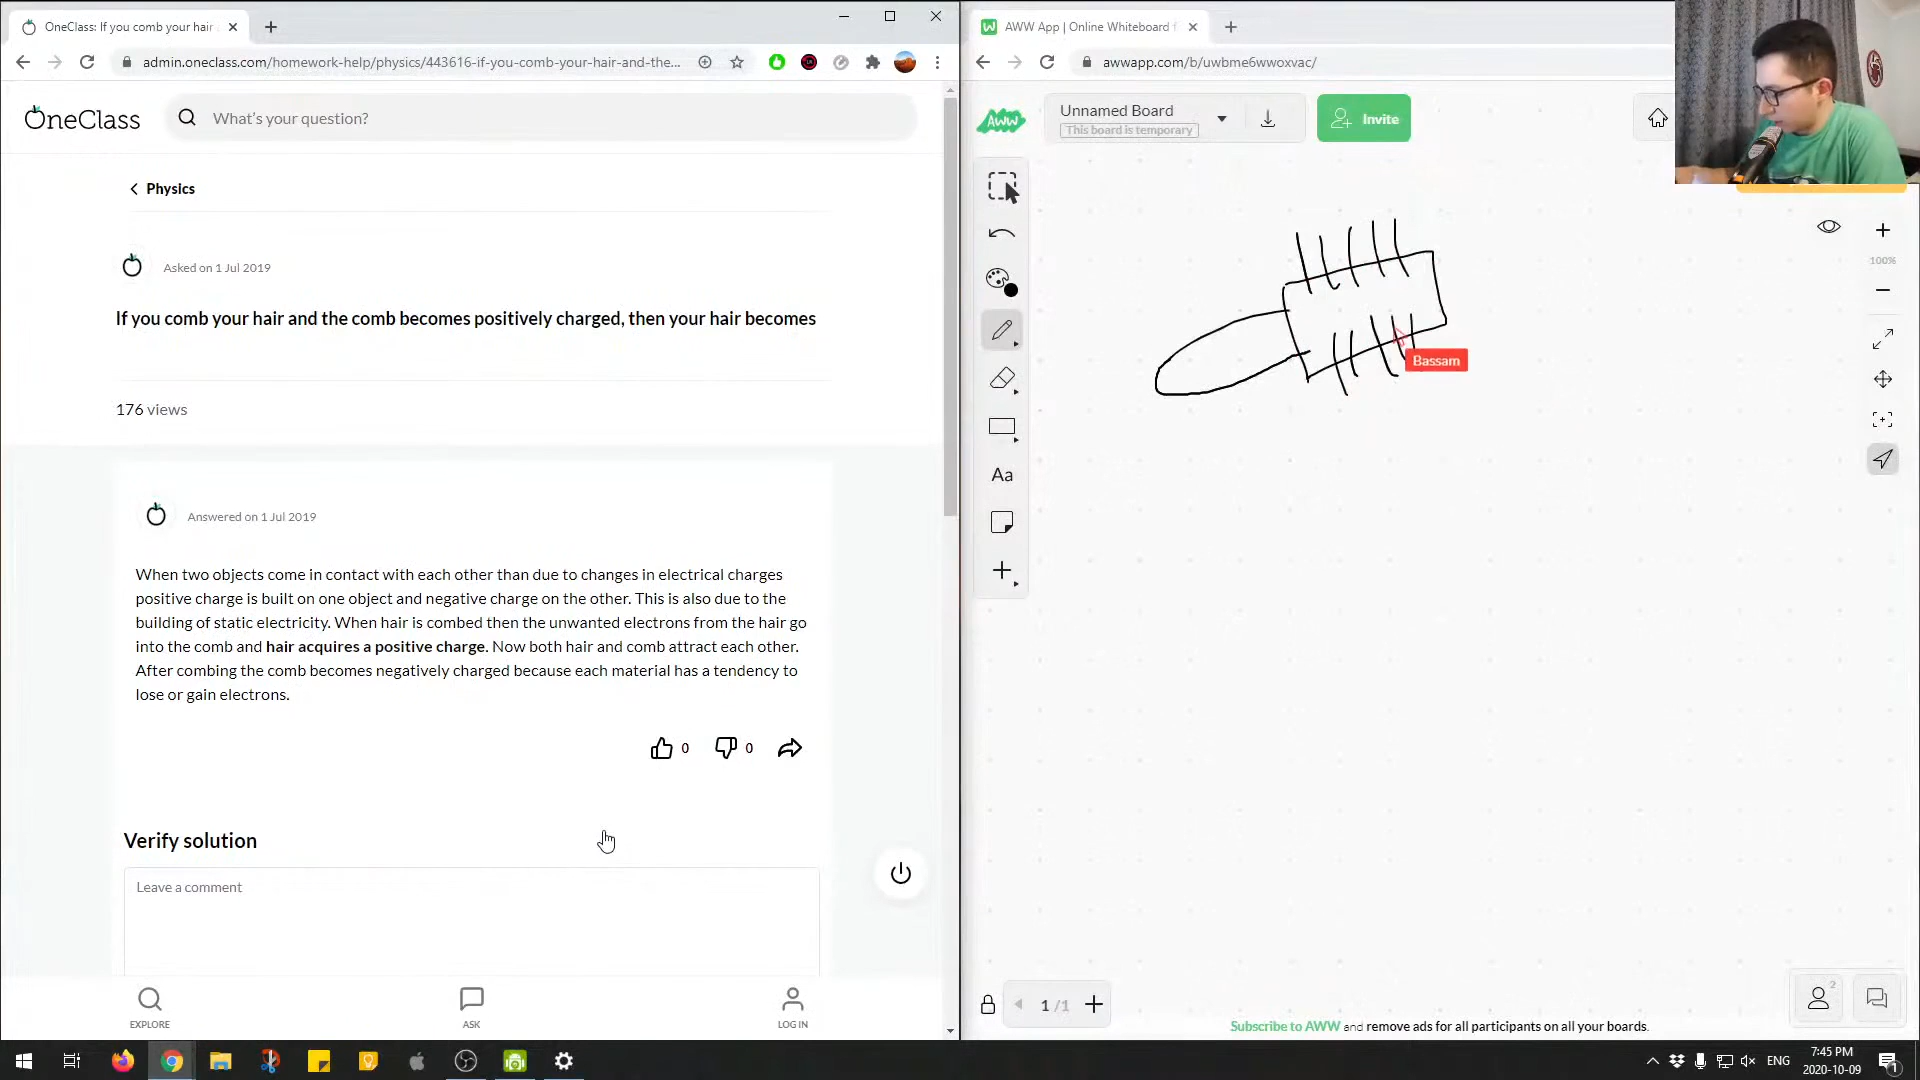 OneClass: If you comb your hair
admin.oneclass.com/homework-help/physics/443616-if-you-comb-your-hair-and-the...
OneClass
What's your question?
Physics
Asked on 1 Jul 2019
If you comb your hair and the comb becomes positively charged, then your hair becomes
176 views
Answered on 1 Jul 2019
When two objects come in contact with each other than due to changes in electrical charges
positive charge is built on one object and negative charge on the other. This is also due to the
building of static electricity. When hair is combed then the unwanted electrons from the hair go
into the comb and hair acquires a positive charge. Now both hair and comb attract each other.
After combing the comb becomes negatively charged because each material has a tendency to
lose or gain electrons.
0
0
Verify solution
Leave a comment
EXPLORE
ASK
LOG IN
AWW App | Online Whiteboard f
awwapp.com/b/uwbme6wwoxvac/
AWW
Unnamed Board
This board is temporary
Invite
100%
Bassam
Aa
1 /1
2
Subscribe to AWW and remove ads for all participants on all your boards.
ENG
7:45 PM
2020-10-09
1